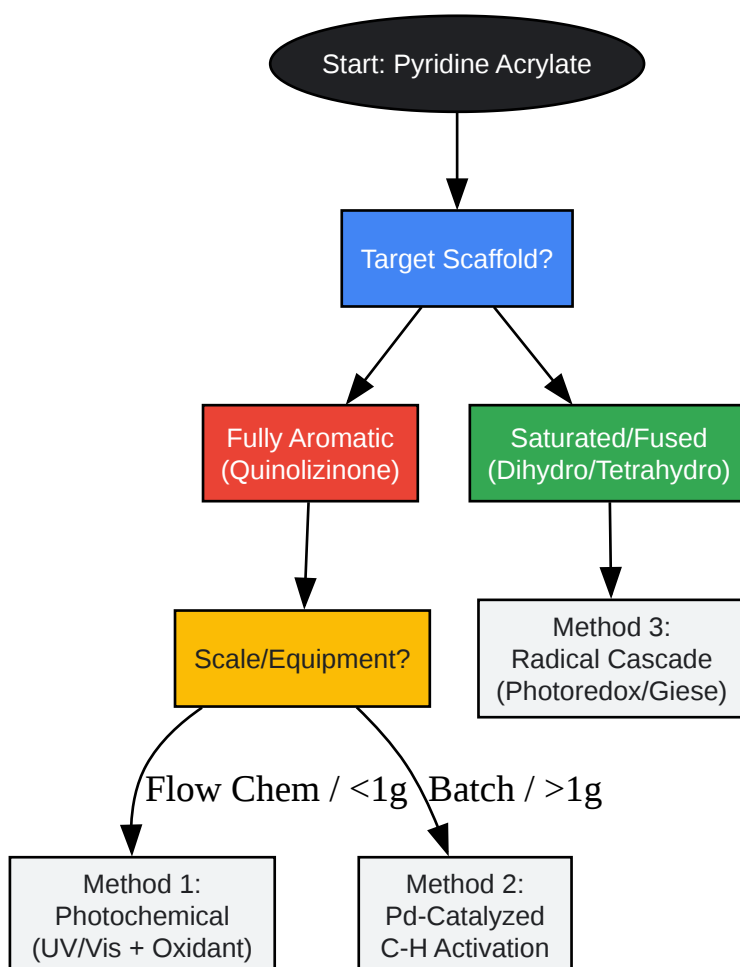 Start: Pyridine Acrylate
Target Scaffold?
Fully Aromatic
(Quinolizinone)
Saturated/Fused
(Dihydro/Tetrahydro)
Scale/Equipment?
Method 3:
Radical Cascade
(Photoredox/Giese)
Flow Chem / <1g
Batch / >1g
Method 1:
Photochemical
(UV/Vis + Oxidant)
Method 2:
Pd-Catalyzed
C-H Activation